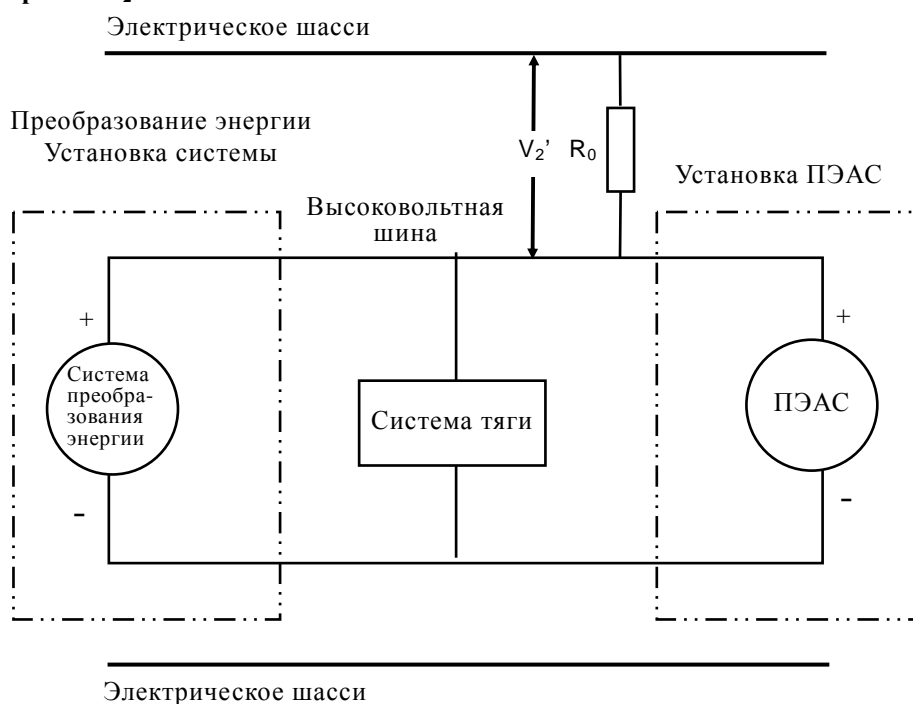 Электрическое шасси
Преобразование энергии
Установка системы
V2’ R0
Установка ПЭАС
Высоковольтная
шина
+
+
Система
преобра-
зования
энергии
Система тяги
ПЭАС
-
-
Электрическое шасси